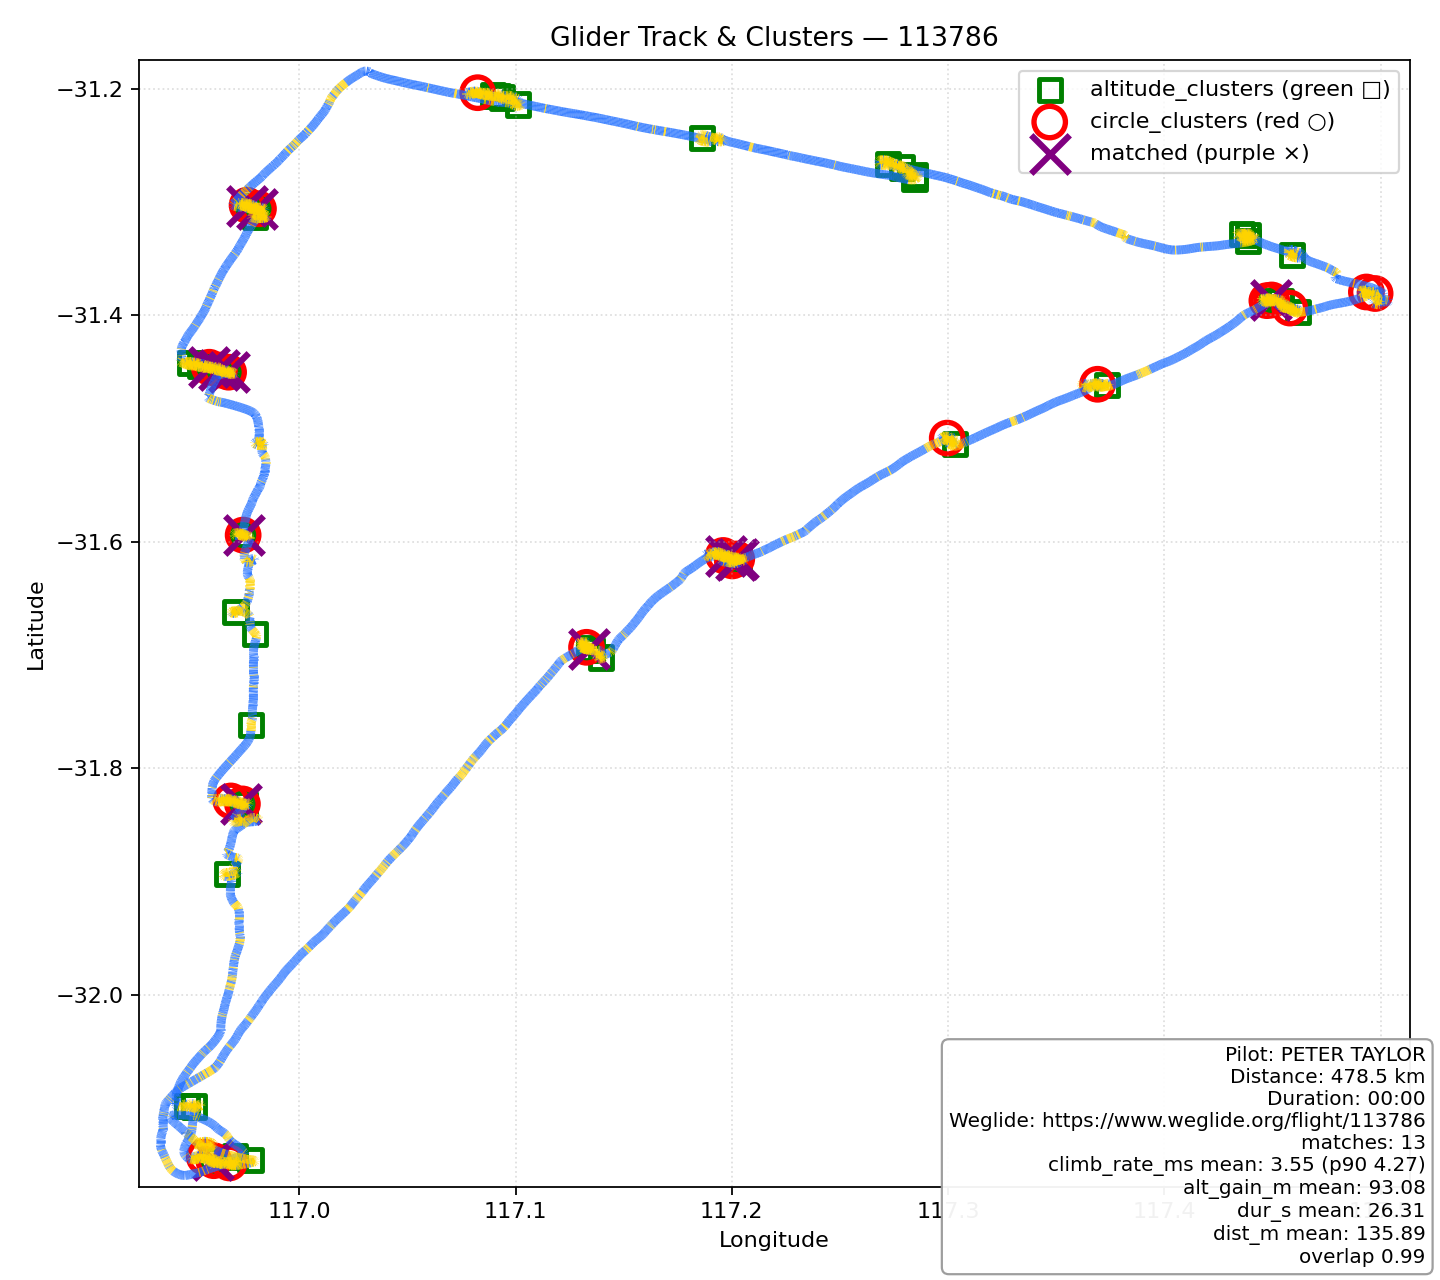 Glider Track & Clusters — 113786
altitude_clusters (green □)
circle_clusters (red ○)
matched (purple ×)
−31.2
−31.4
−31.6
−31.8
−32.0
Latitude
117.0
117.1
117.2
117.3
117.4
Longitude
Pilot: PETER TAYLOR
Distance: 478.5 km
Duration: 00:00
Weglide: https://www.weglide.org/flight/113786
matches: 13
climb_rate_ms mean: 3.55 (p90 4.27)
alt_gain_m mean: 93.08
dur_s mean: 26.31
dist_m mean: 135.89
overlap 0.99